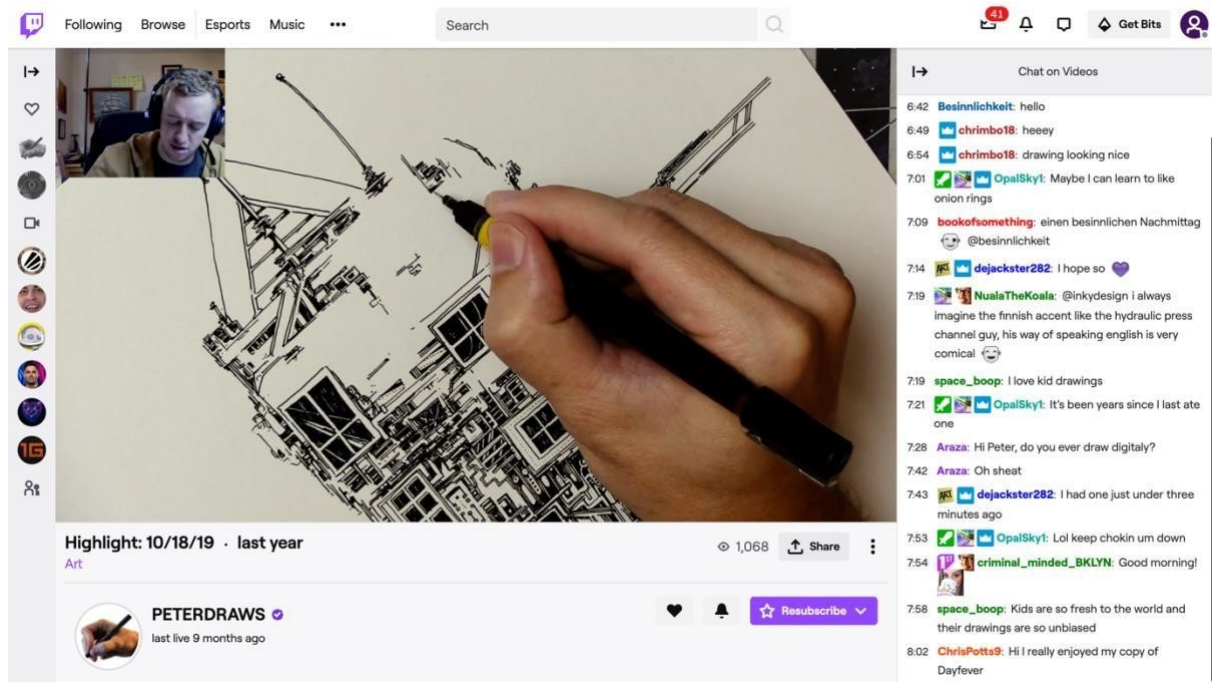 Following Browse Esports Music •••
Search
41
Get Bits
Highlight: 10/18/19 · last year
Art
1,068
Share
PETERDRAWS
last live 9 months ago
Resubscribe
Chat on Videos
6:42 Besinnlichkeit: hello
6:49 chrimbo18: heeey
6:54 chrimbo18: drawing looking nice
7:01 OpalSky1: Maybe I can learn to like
onion rings
7:09 bookofsomething: einen besinnlichen Nachmittag
@besinnlichkeit
7:14 ART dejackster282: I hope so
7:19 NualaTheKoala: @inkydesign i always
imagine the finnish accent like the hydraulic press
channel guy, his way of speaking english is very
comical
7:19 space_boop: I love kid drawings
7:21 OpalSky1: It's been years since I last ate
one
7:28 Araza: Hi Peter, do you ever draw digitaly?
7:42 Araza: Oh sheat
7:43 ART dejackster282: I had one just under three
minutes ago
7:53 OpalSky1: Lol keep chokin um down
7:54 criminal_minded_BKLYN: Good morning!
7:58 space_boop: Kids are so fresh to the world and
their drawings are so unbiased
8:02 ChrisPotts9: Hi I really enjoyed my copy of
Dayfever